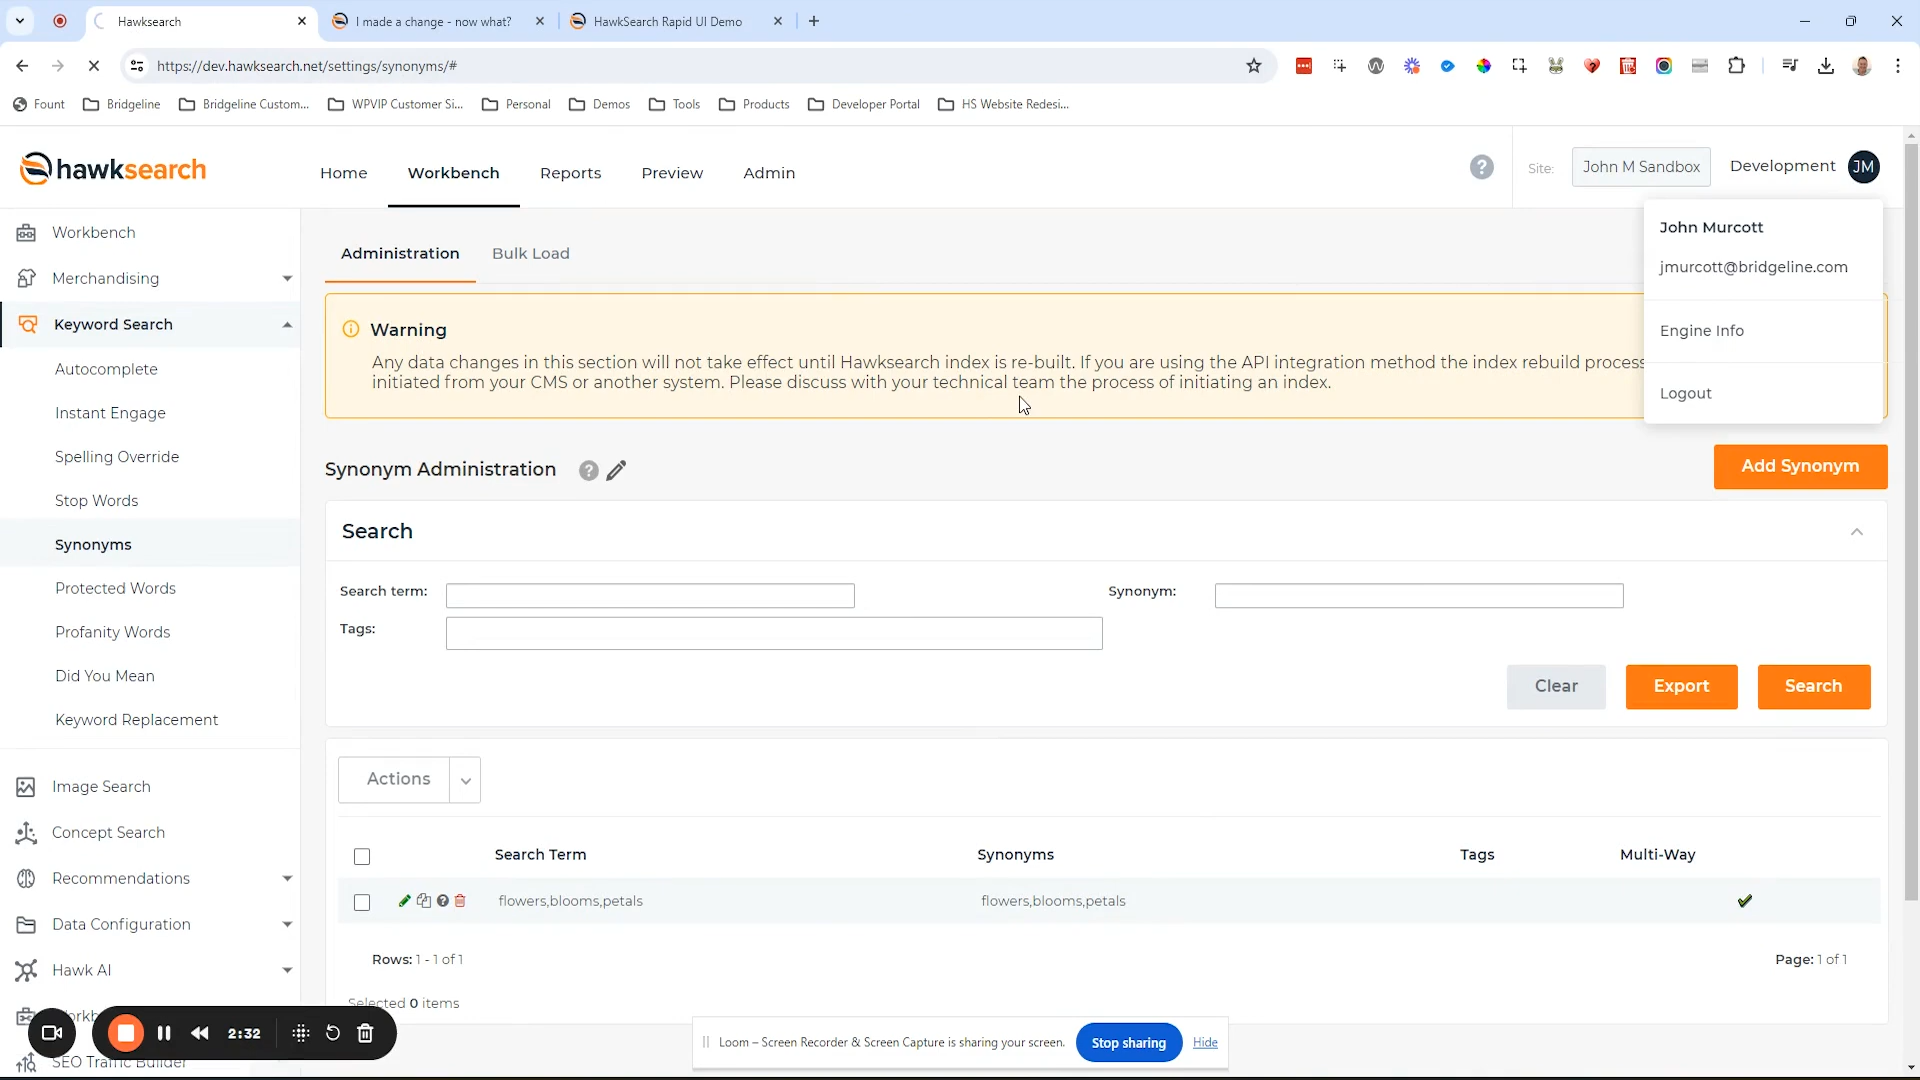 Hawksearch
I made a change - now what?
HawkSearch Rapid UI Demo
https://dev.hawksearch.net/settings/synonyms/#
Fount
Bridgeline
Bridgeline Custom...
WPVIP Customer Si...
Personal
Demos
Tools
Products
Developer Portal
HS Website Redesi...
hawksearch
Home
Workbench
Reports
Preview
Admin
Site:
John M Sandbox
Development
JM
John Murcott
jmurcott@bridgeline.com
Engine Info
Logout
Workbench
Merchandising
Keyword Search
Autocomplete
Instant Engage
Spelling Override
Stop Words
Synonyms
Protected Words
Profanity Words
Did You Mean
Keyword Replacement
Image Search
Concept Search
Recommendations
Data Configuration
Hawk AI
SEO Traffic Builder
Administration
Bulk Load
Warning
Any data changes in this section will not take effect until Hawksearch index is re-built. If you are using the API integration method the index rebuild process
initiated from your CMS or another system. Please discuss with your technical team the process of initiating an index.
Synonym Administration
Add Synonym
Search
Search term:
Synonym:
Tags:
Clear
Export
Search
Actions
Search Term
Synonyms
Tags
Multi-Way
flowers,blooms,petals
flowers,blooms,petals
Rows: 1 - 1 of 1
Page: 1 of 1
Selected 0 items
2:32
Loom – Screen Recorder & Screen Capture is sharing your screen.
Stop sharing
Hide